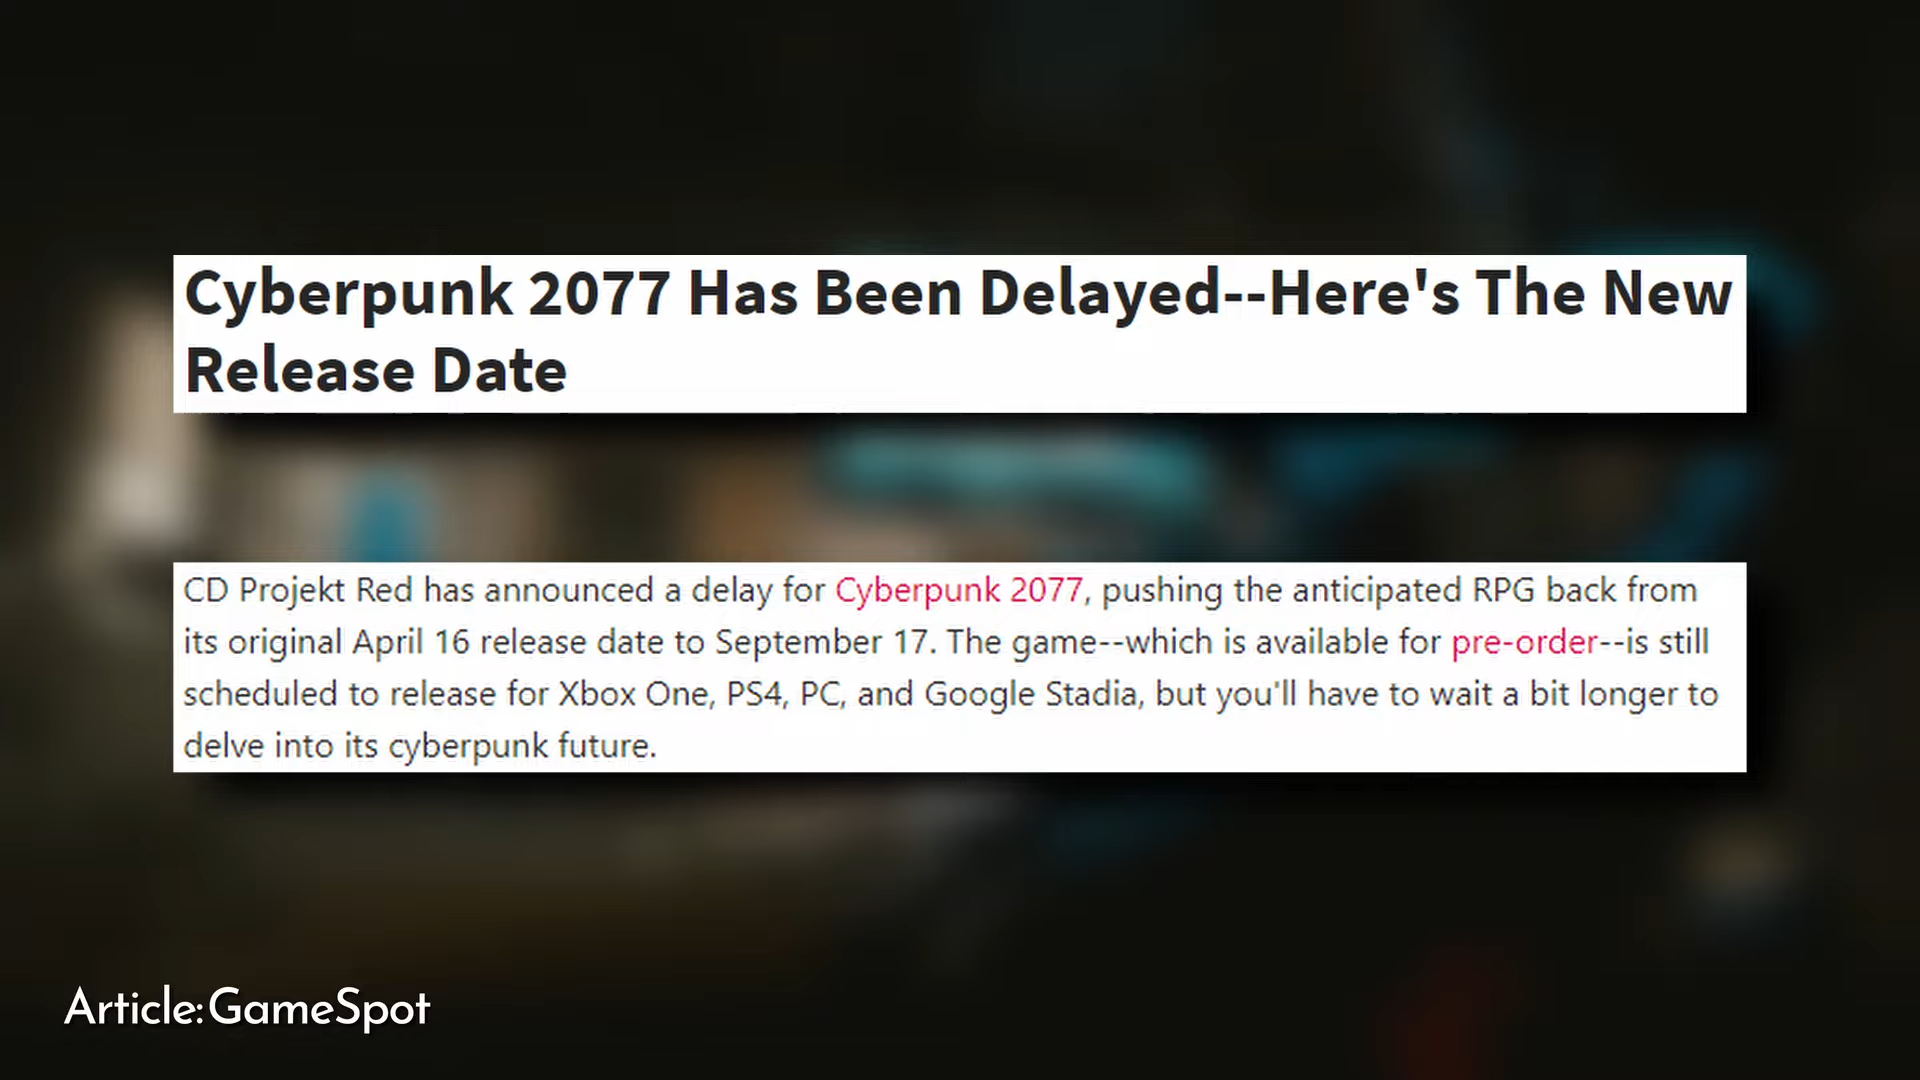 Cyberpunk 2077 Has Been Delayed--Here's The New
Release Date
CD Projekt Red has announced a delay for Cyberpunk 2077, pushing the anticipated RPG back from
its original April 16 release date to September 17. The game--which is available for pre-order--is still
scheduled to release for Xbox One, PS4, PC, and Google Stadia, but you'll have to wait a bit longer to
delve into its cyberpunk future.
Article: GameSpot